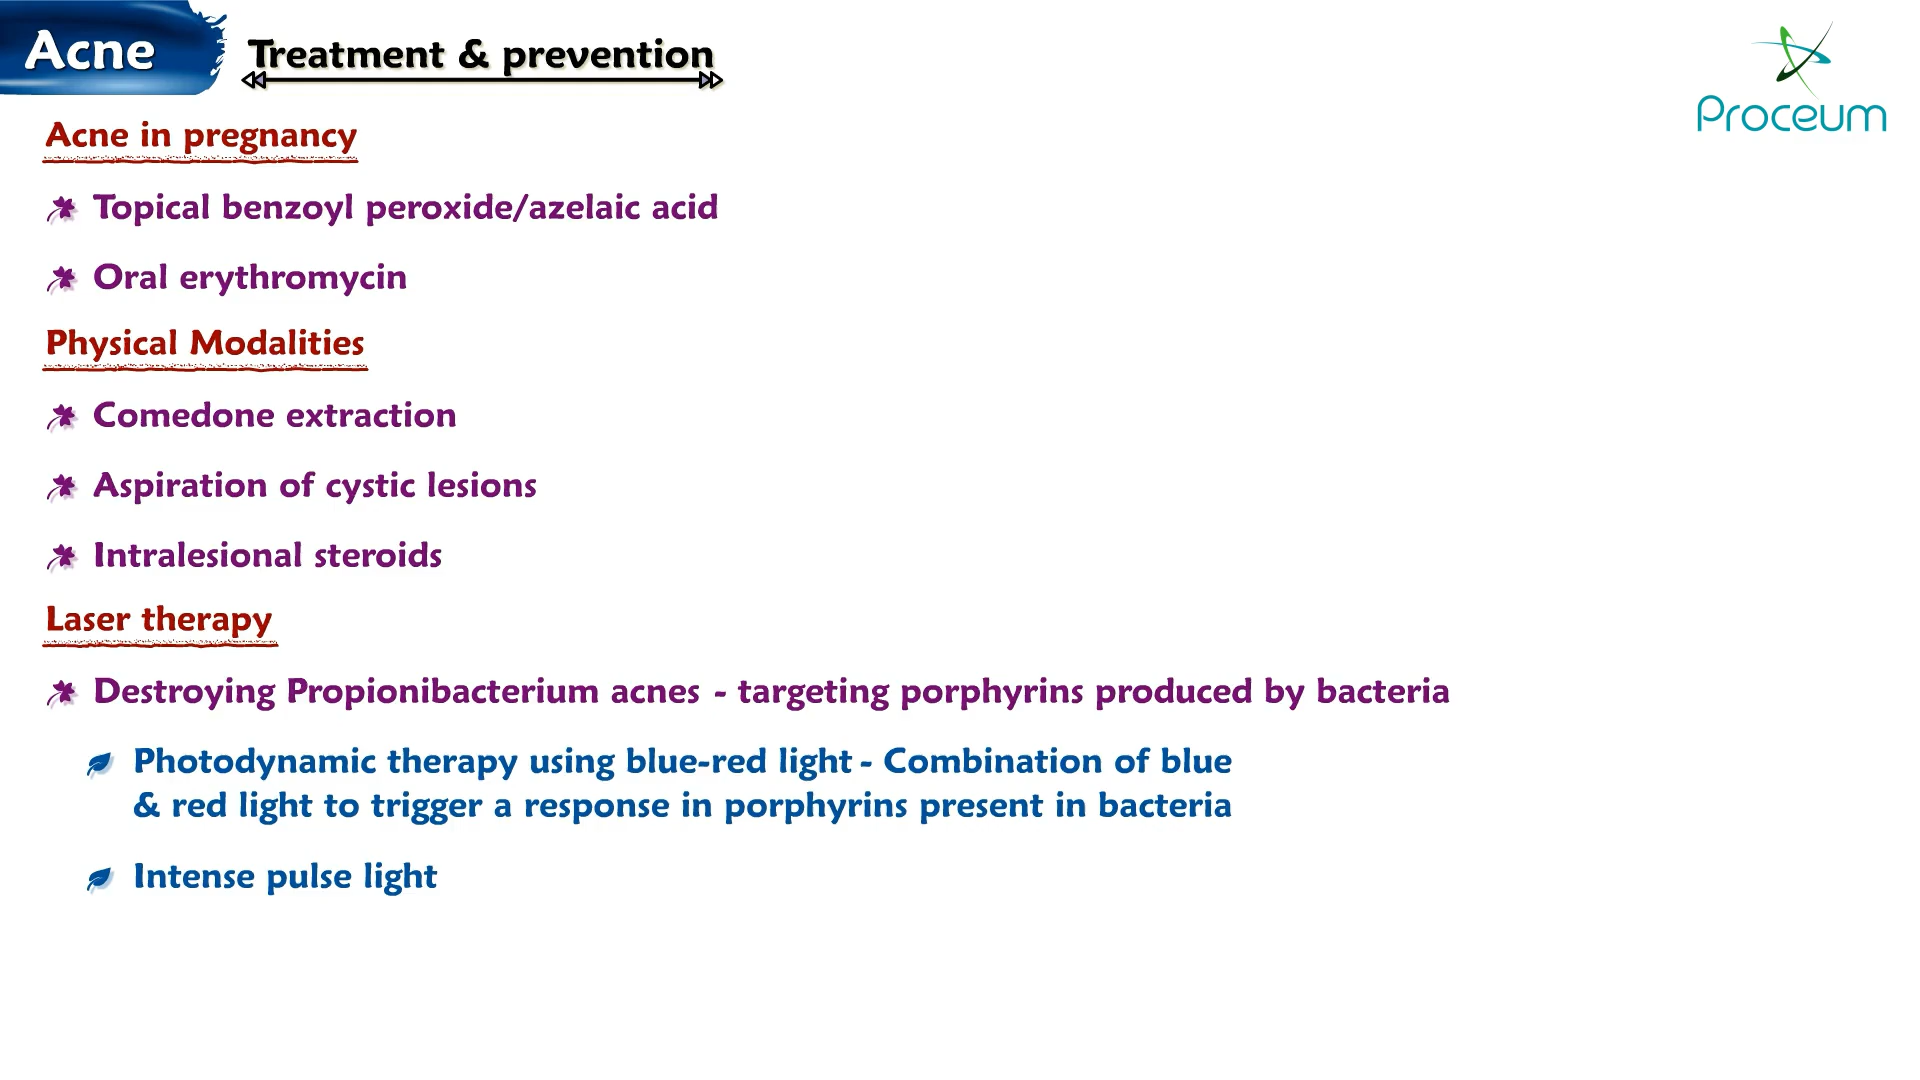 Acne
Treatment & prevention
Proceum
Acne in pregnancy
Topical benzoyl peroxide/azelaic acid
Oral erythromycin
Physical Modalities
Comedone extraction
Aspiration of cystic lesions
Intralesional steroids
Laser therapy
Destroying Propionibacterium acnes - targeting porphyrins produced by bacteria
Photodynamic therapy using blue-red light - Combination of blue
& red light to trigger a response in porphyrins present in bacteria
Intense pulse light